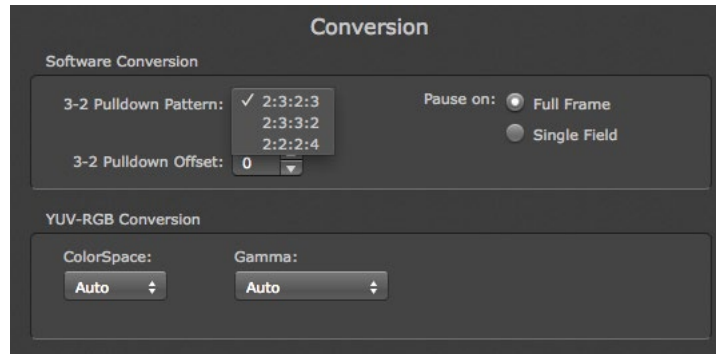 Conversion
Software Conversion
3-2 Pulldown Pattern: ✓ 2:3:2:3
2:3:3:2
2:2:2:4
Pause on: Full Frame
Single Field
3-2 Pulldown Offset: 0
YUV-RGB Conversion
ColorSpace: Gamma:
Auto Auto